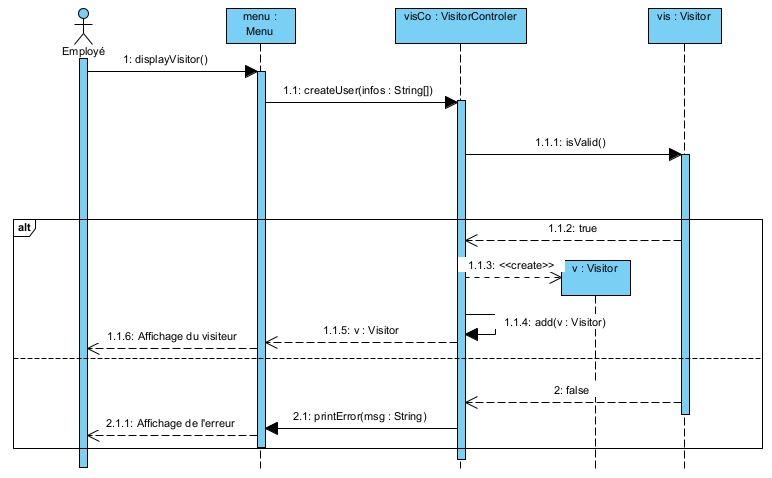 menu :
Menu
visCo : VisitorControler
vis : Visitor
Employé
1: displayVisitor()
1.1: createUser(infos : String[])
1.1.1: isValid()
alt
1.1.2: true
1.1.3: <<create>>
v : Visitor
1.1.4: add(v : Visitor)
1.1.5: v : Visitor
1.1.6: Affichage du visiteur
2: false
2.1: printError(msg : String)
2.1.1: Affichage de l'erreur